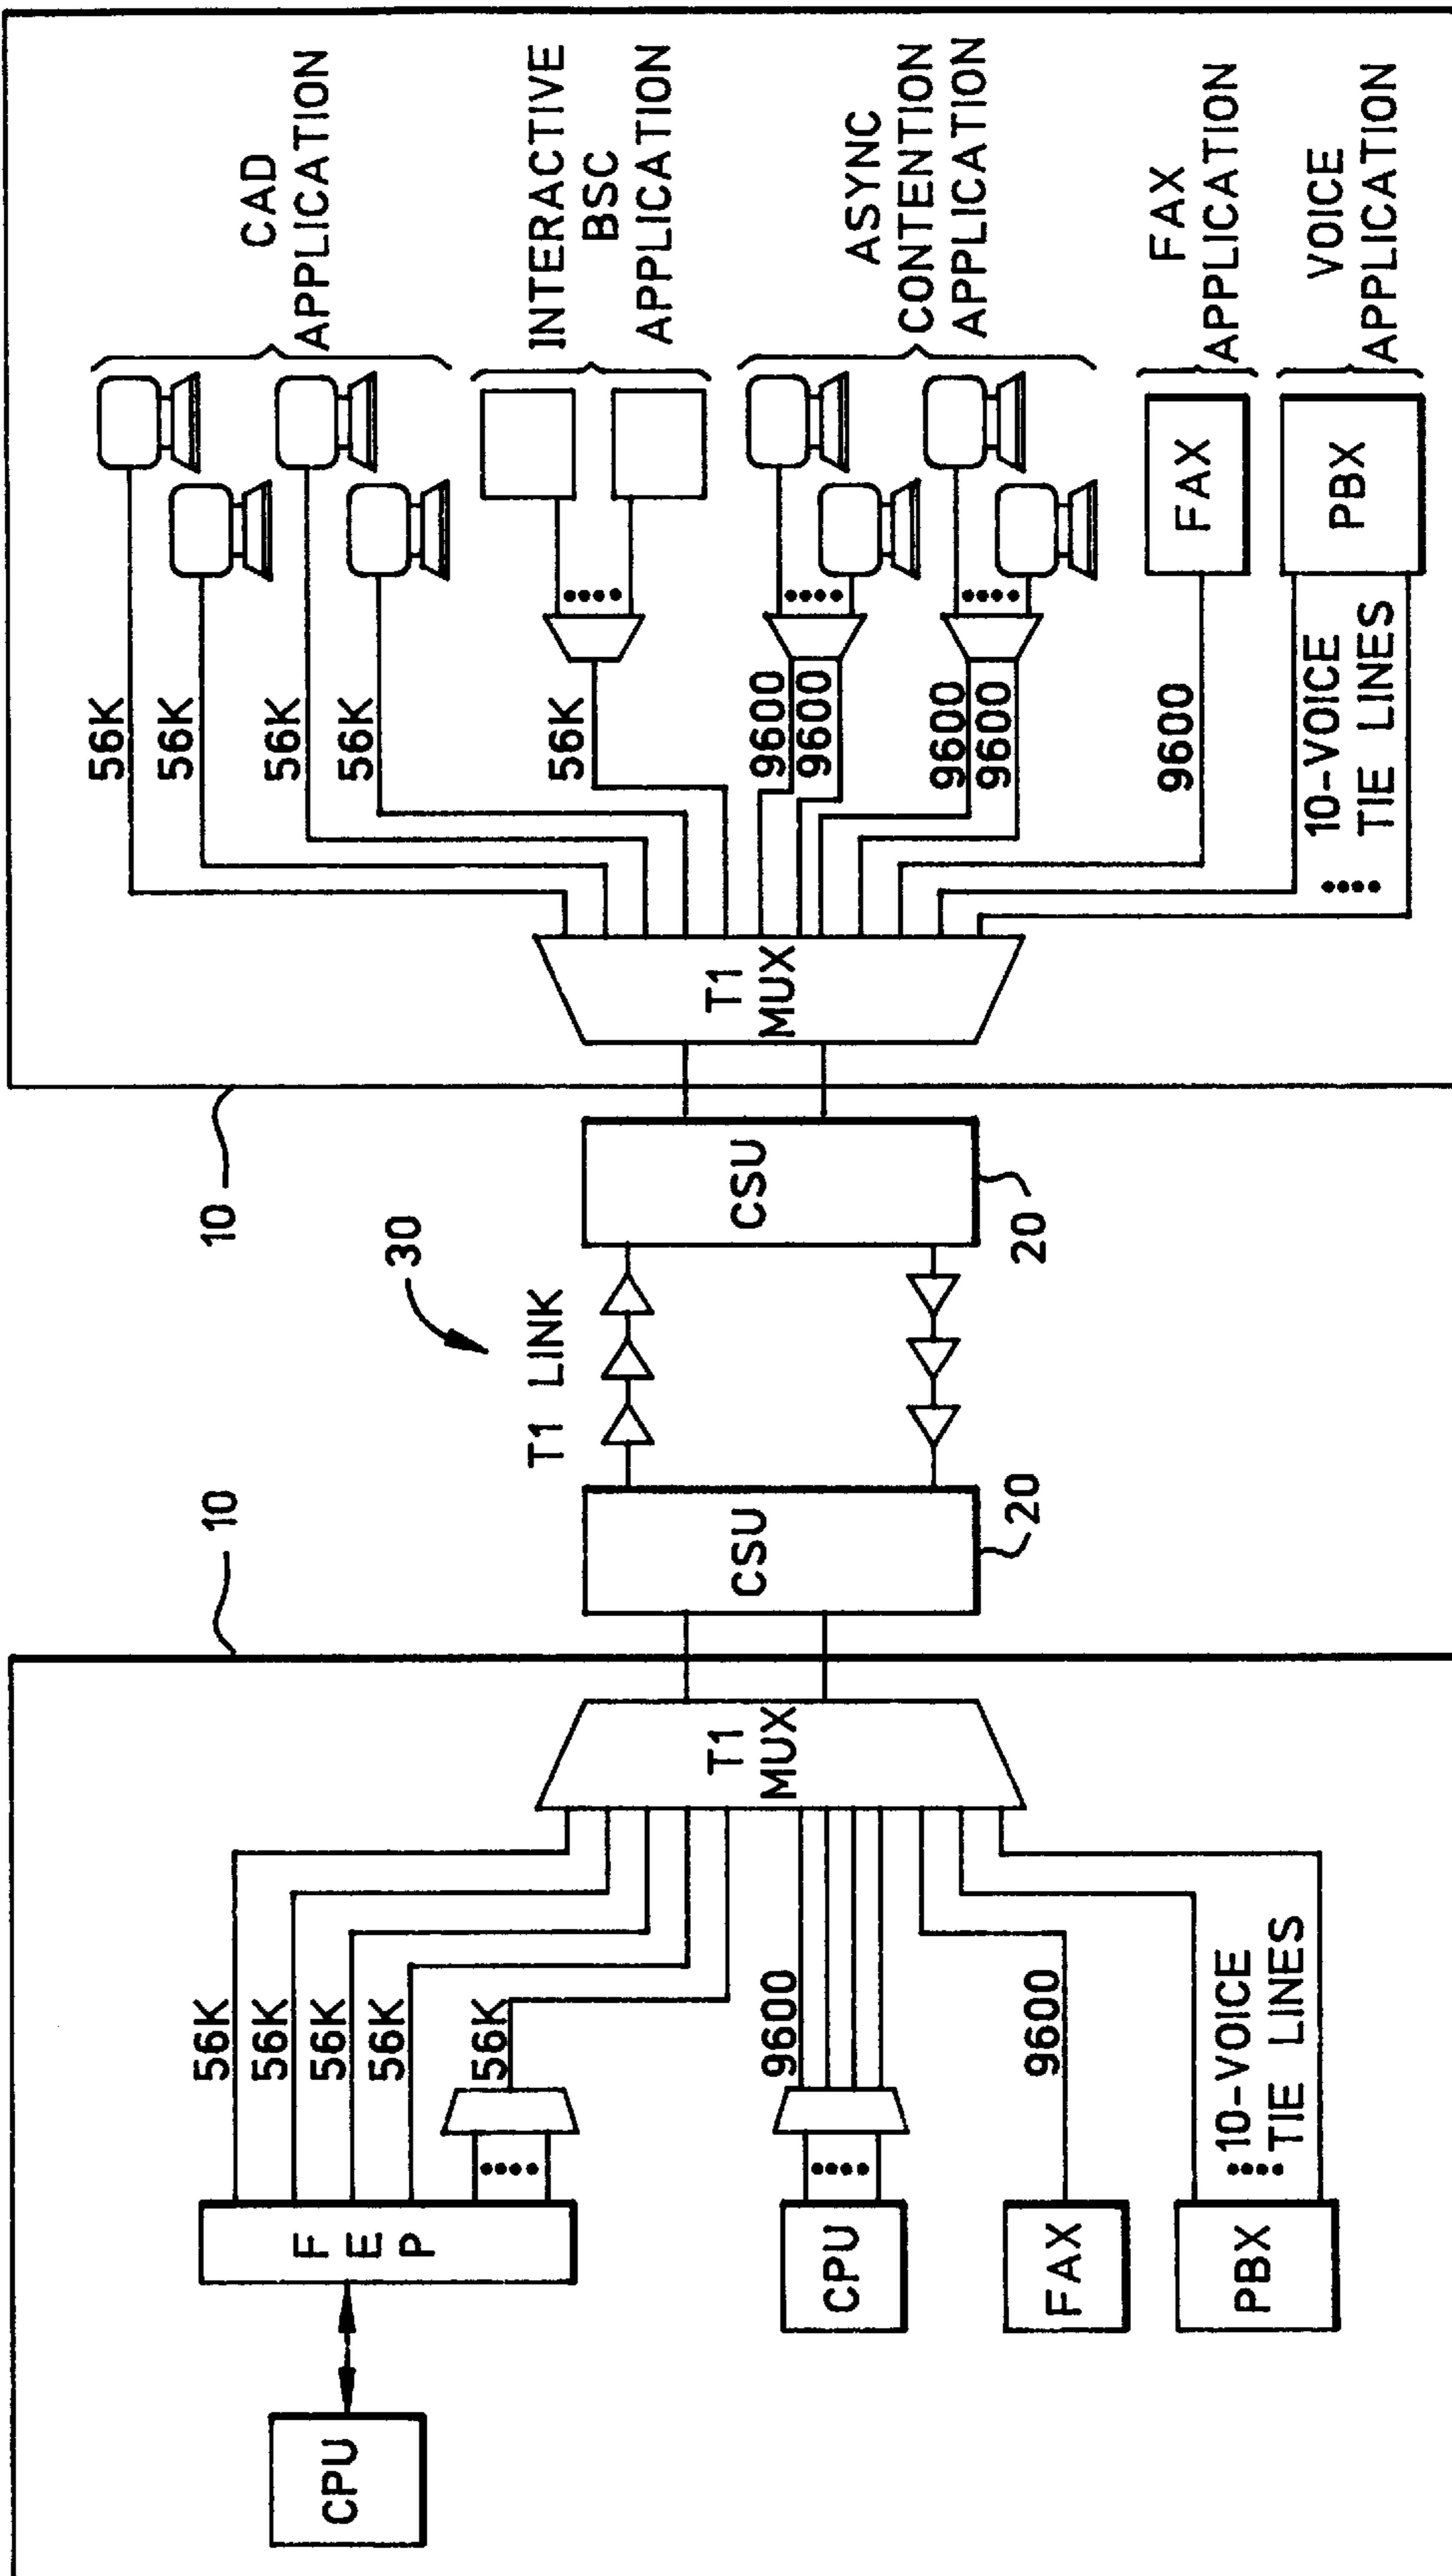 CPU
FEP
56K
56K
56K
56K
56K
CPU
9600
FAX
9600
PBX
10-VOICE
TIE LINES
T1
MUX
10
CSU
20
T1 LINK
30
CSU
20
10
T1
MUX
56K
56K
56K
56K
CAD
APPLICATION
56K
INTERACTIVE
BSC
APPLICATION
9600
9600
9600
9600
ASYNC
CONTENTION
APPLICATION
9600
FAX
FAX
APPLICATION
10-VOICE
TIE LINES
PBX
VOICE
APPLICATION